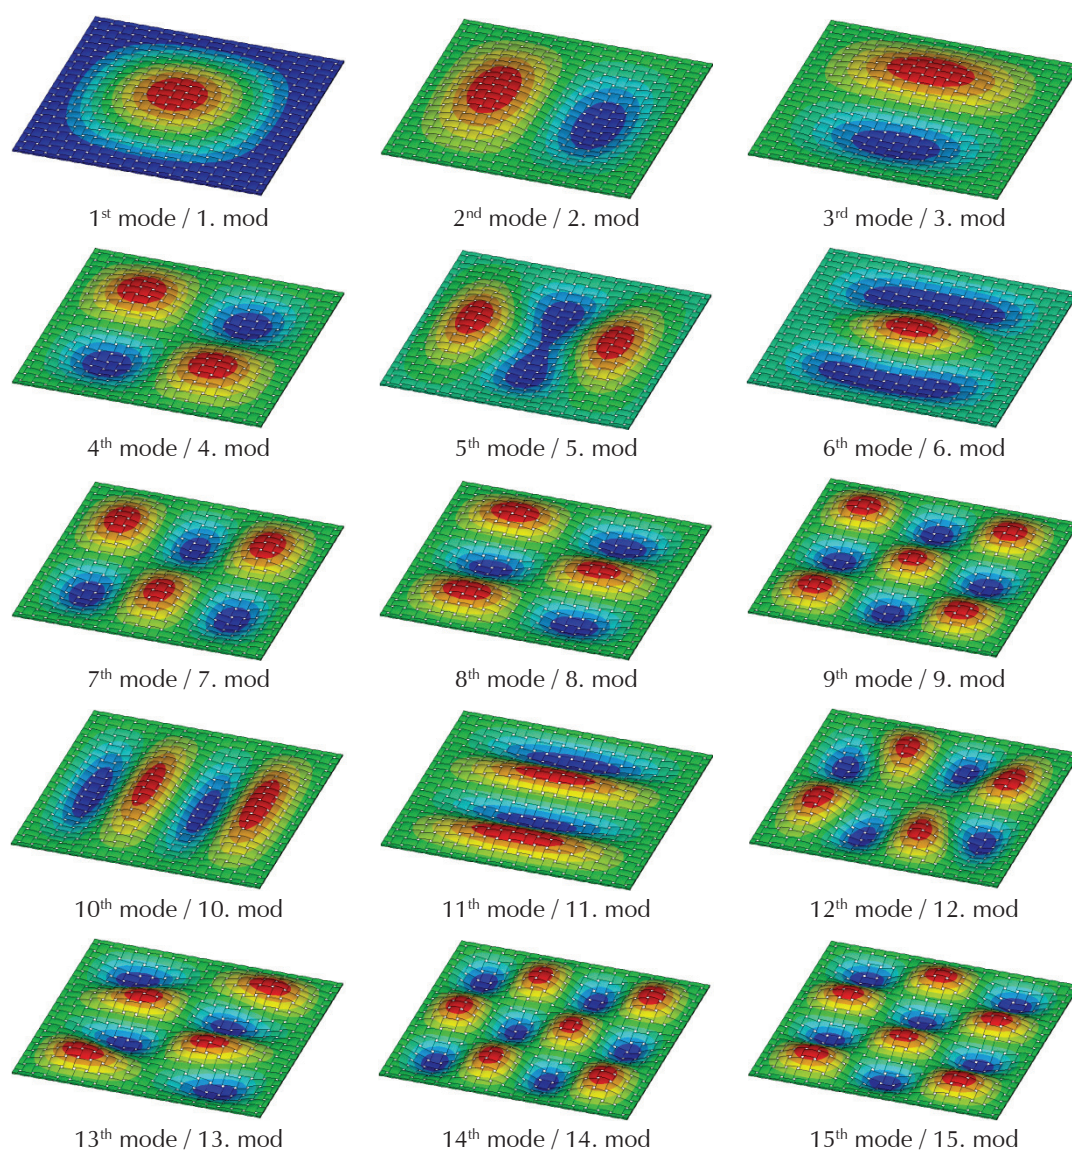 1st mode / 1. mod
2nd mode / 2. mod
3rd mode / 3. mod
4th mode / 4. mod
5th mode / 5. mod
6th mode / 6. mod
7th mode / 7. mod
8th mode / 8. mod
9th mode / 9. mod
10th mode / 10. mod
11th mode / 11. mod
12th mode / 12. mod
13th mode / 13. mod
14th mode / 14. mod
15th mode / 15. mod